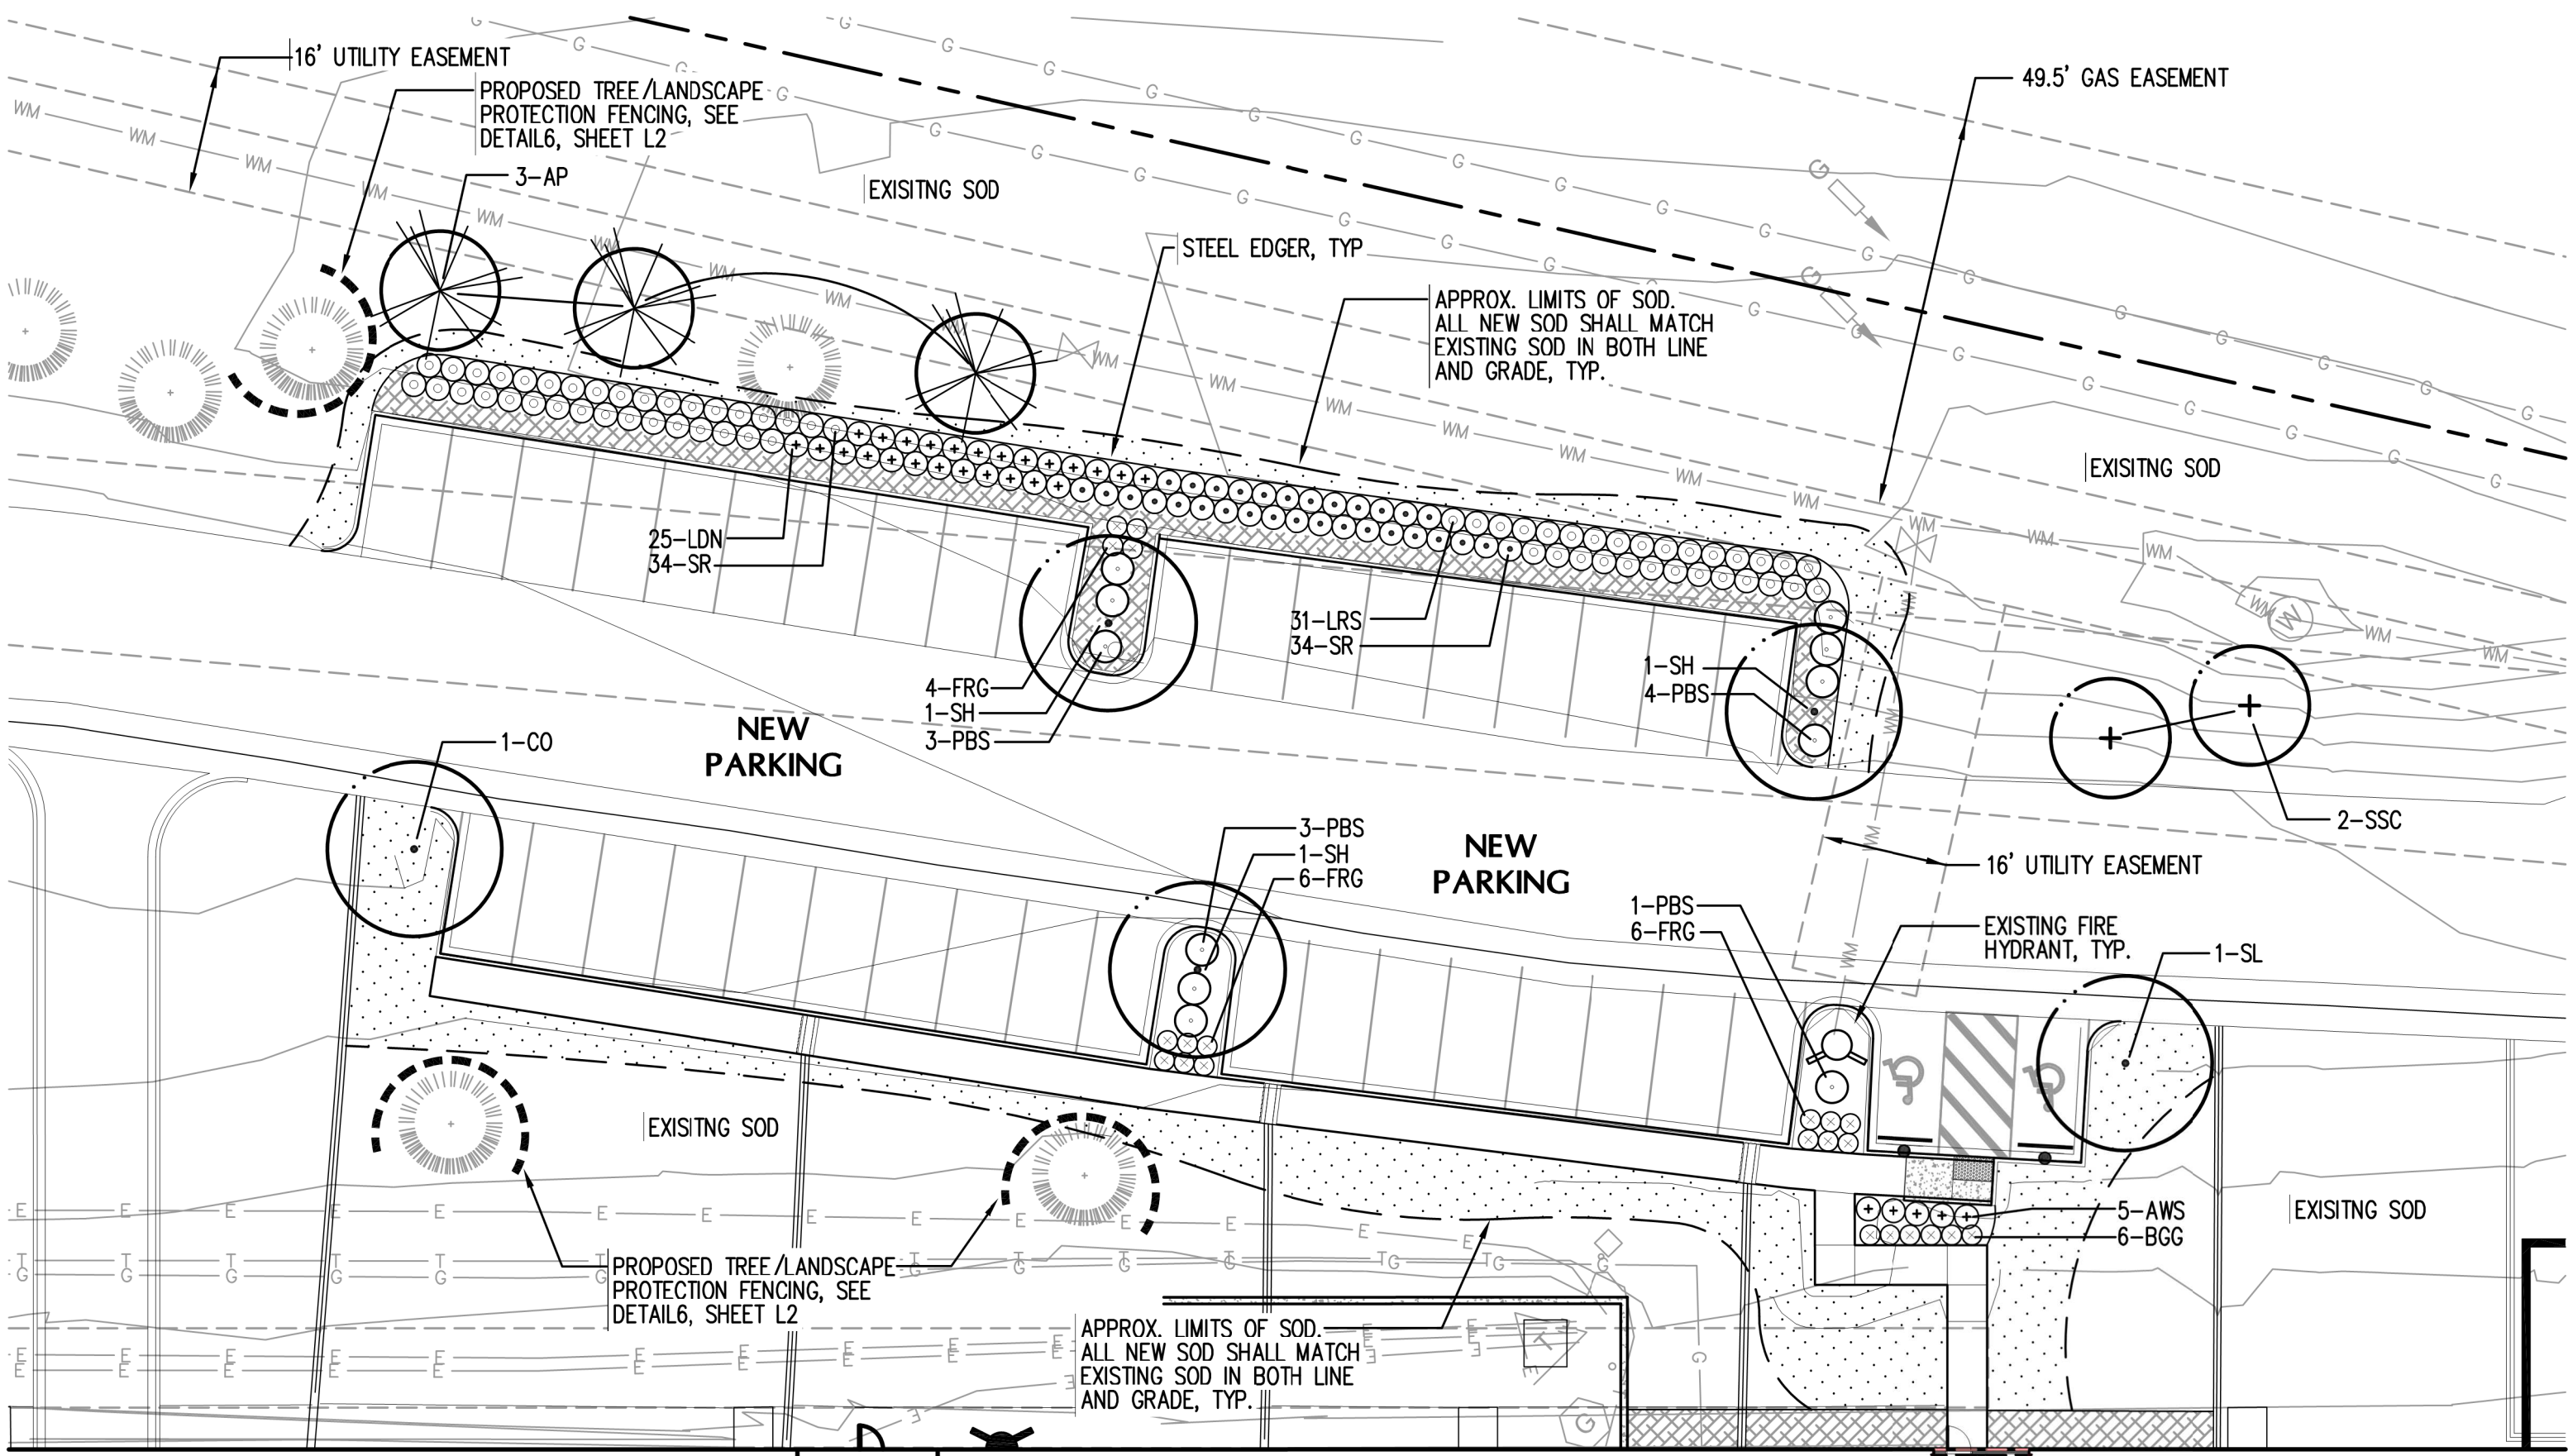 16' UTILITY EASEMENT
PROPOSED TREE/LANDSCAPE
PROTECTION FENCING, SEE
DETAIL6, SHEET L2
3-AP
EXISITNG SOD
49.5' GAS EASEMENT
STEEL EDGER, TYP
APPROX. LIMITS OF SOD.
ALL NEW SOD SHALL MATCH
EXISTING SOD IN BOTH LINE
AND GRADE, TYP.
EXISITNG SOD
25-LDN
34-SR
31-LRS
34-SR
4-FRG
1-SH
3-PBS
1-SH
4-PBS
NEW
PARKING
1-CO
2-SSC
3-PBS
1-SH
6-FRG
NEW
PARKING
16' UTILITY EASEMENT
1-PBS
6-FRG
EXISTING FIRE
HYDRANT, TYP.
1-SL
EXISITNG SOD
5-AWS
6-BGG
EXISITNG SOD
PROPOSED TREE/LANDSCAPE
PROTECTION FENCING, SEE
DETAIL6, SHEET L2
APPROX. LIMITS OF SOD.
ALL NEW SOD SHALL MATCH
EXISTING SOD IN BOTH LINE
AND GRADE, TYP.